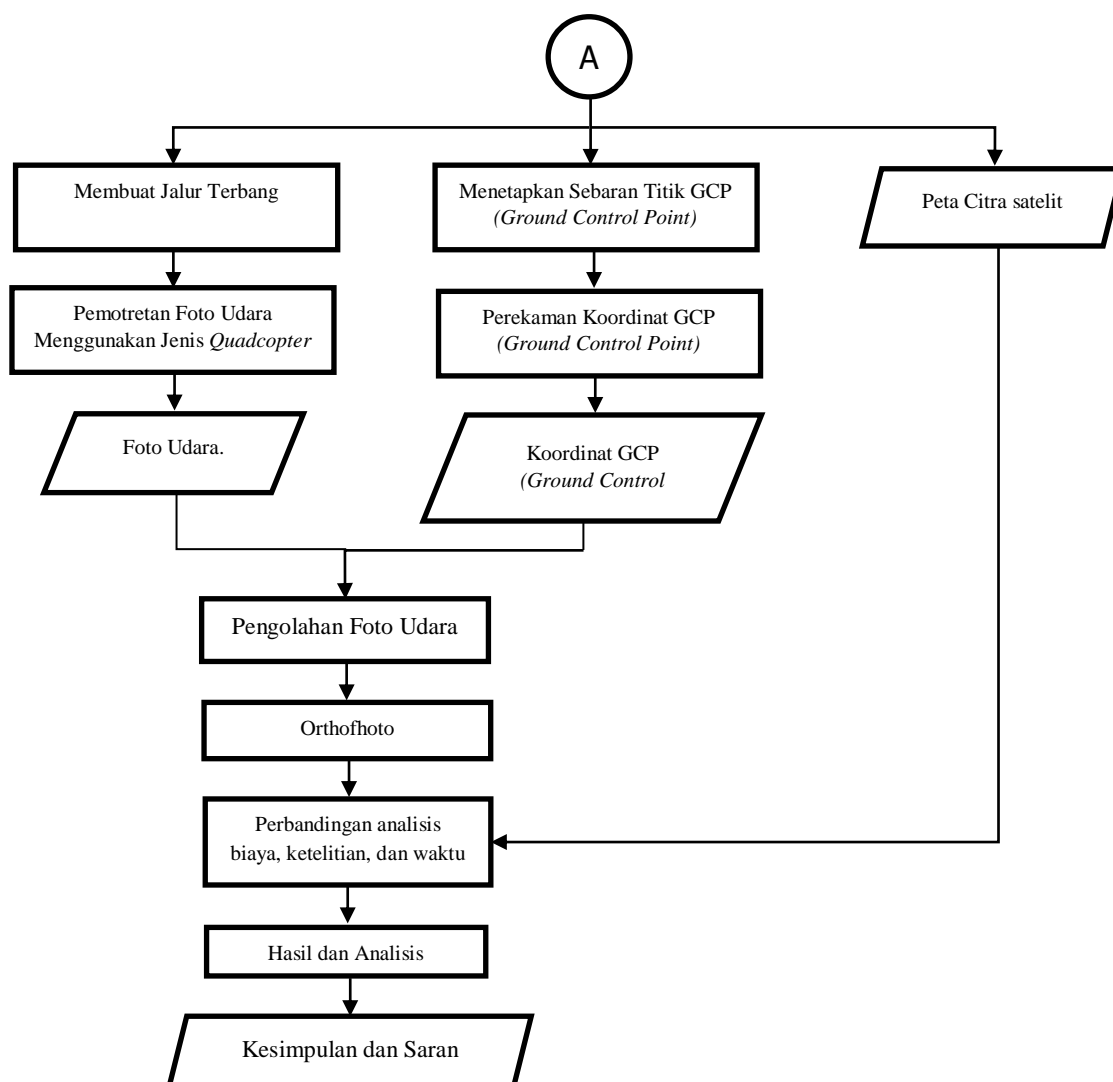 A
Membuat Jalur Terbang
Menetapkan Sebaran Titik GCP
(Ground Control Point)
Peta Citra satelit
Pemotretan Foto Udara
Menggunakan Jenis Quadcopter
Perekaman Koordinat GCP
(Ground Control Point)
Foto Udara.
Koordinat GCP
(Ground Control
Pengolahan Foto Udara
Orthofhoto
Perbandingan analisis
biaya, ketelitian, dan waktu
Hasil dan Analisis
Kesimpulan dan Saran